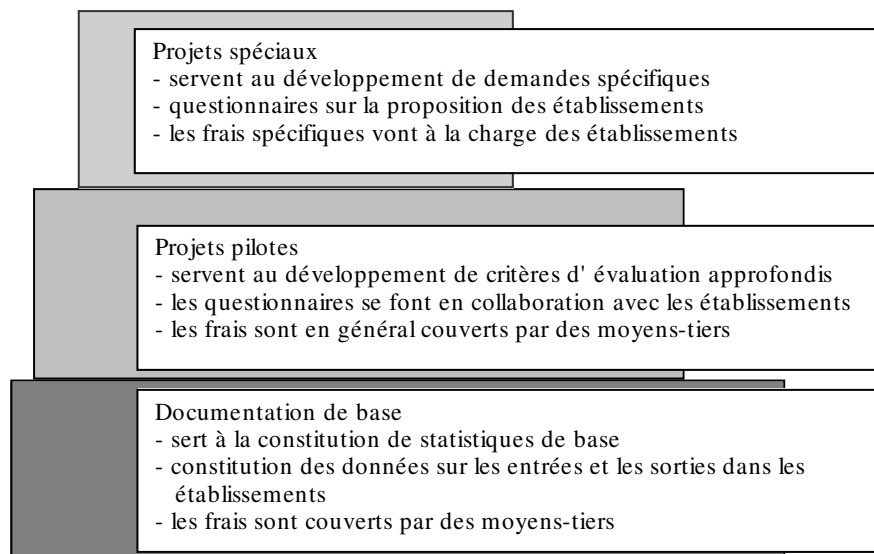 Projets spéciaux
- servent au développement de demandes spécifiques
- questionnaires sur la proposition des établissements
- les frais spécifiques vont à la charge des établissements
Projets pilotes
- servent au développement de critères d' évaluation approfondis
- les questionnaires se font en collaboration avec les établissements
- les frais sont en général couverts par des moyens-tiers
Documentation de base
- sert à la constitution de statistiques de base
- constitution des données sur les entrées et les sorties dans les
établissements
- les frais sont couverts par des moyens-tiers